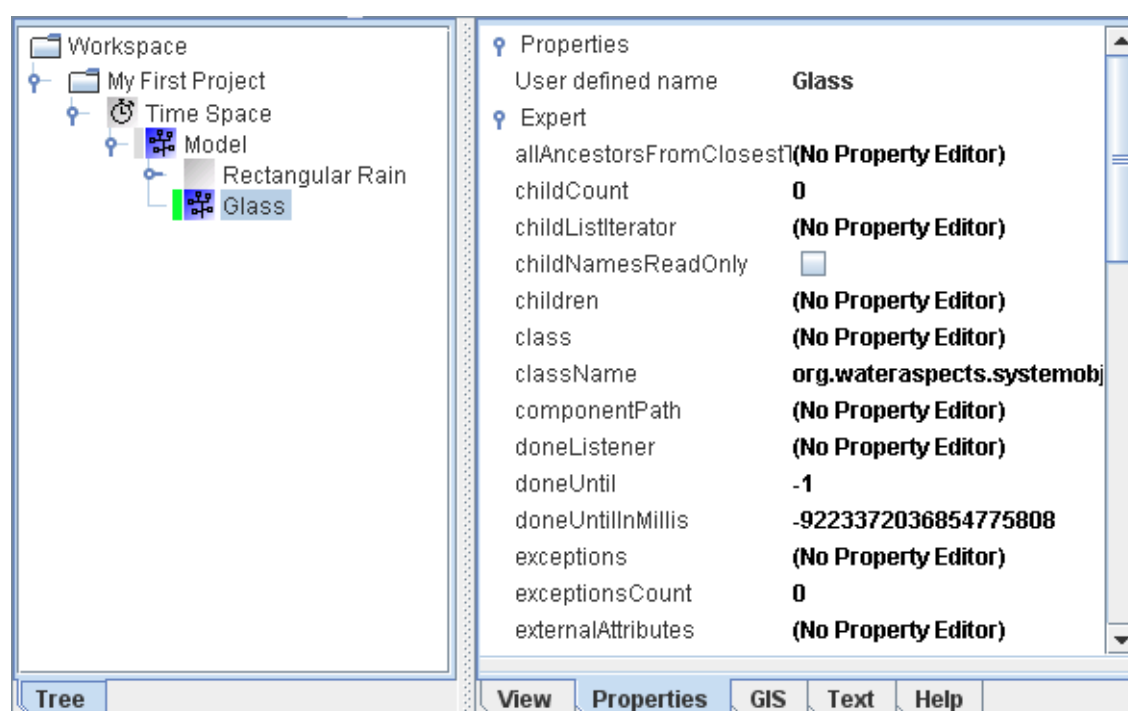 Workspace
My First Project
Time Space
Model
Rectangular Rain
Glass
Tree
Properties
User defined name Glass
Expert
allAncestorsFromClosestT (No Property Editor)
childCount 0
childListIterator (No Property Editor)
childNamesReadOnly
children (No Property Editor)
class (No Property Editor)
className org.wateraspects.systemobj
componentPath (No Property Editor)
doneListener (No Property Editor)
doneUntil -1
doneUntilInMillis -9223372036854775808
exceptions (No Property Editor)
exceptionsCount 0
externalAttributes (No Property Editor)
View Properties GIS Text Help